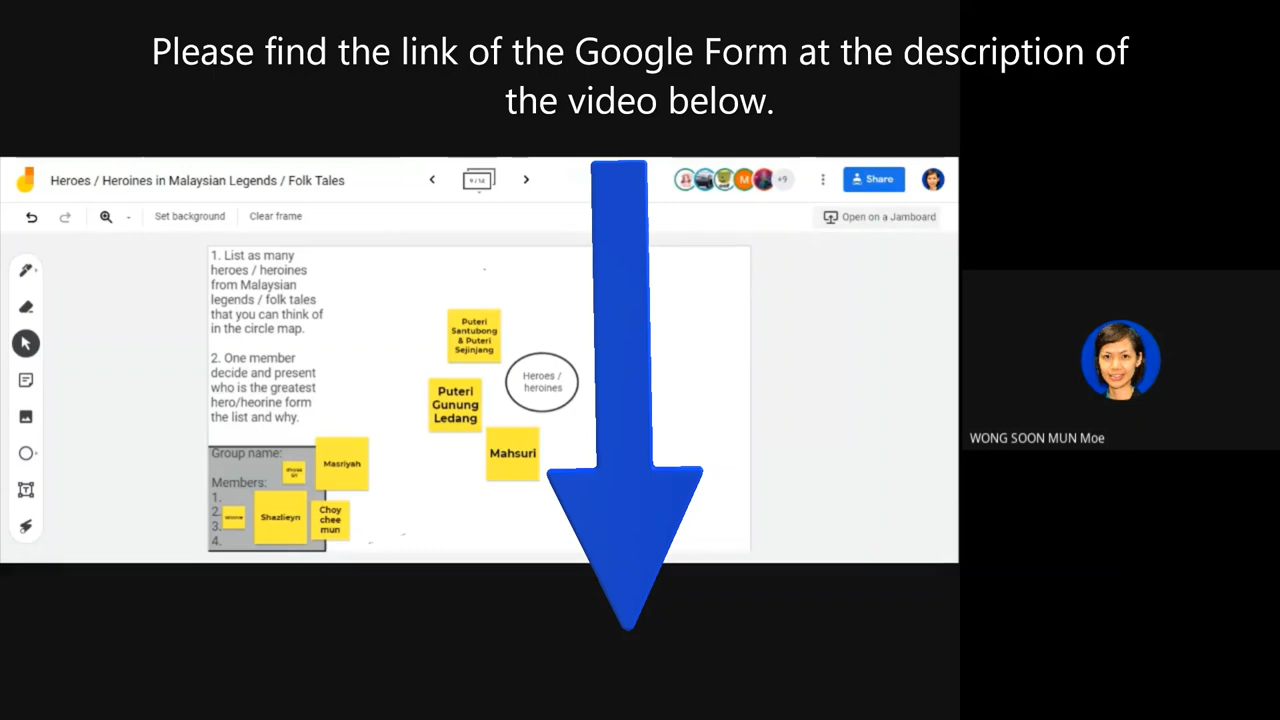 Please find the link of the Google Form at the description of
the video below.
Heroes / Heroines in Malaysian Legends / Folk Tales
9 / 14
M
+9
Share
Set background
Clear frame
Open on a Jamboard
1. List as many
heroes / heroines
from Malaysian
legends / folk tales
that you can think of
in the circle map.
2. One member
decide and present
who is the greatest
hero/heorine form
the list and why.
Group name:
Members:
1.
2.
3.
4.
Masriyah
Shazlieyn
Choy
chee
mun
Puteri
Santubong
& Puteri
Sejinjang
Heroes /
heroines
Puteri
Gunung
Ledang
Mahsuri
WONG SOON MUN Moe